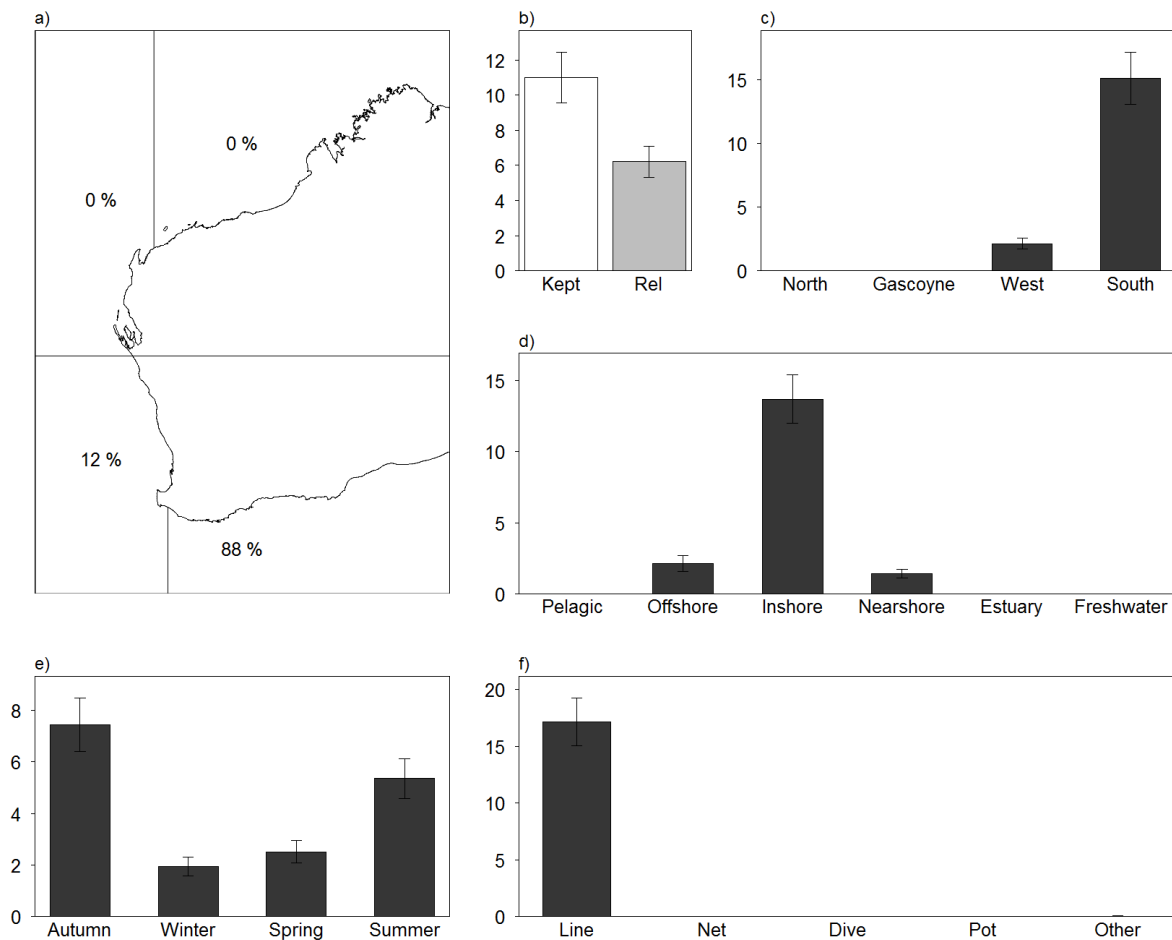 a)
0 %
0 %
12 %
88 %
b)
12
10
8
6
4
2
0
Kept Rel
c)
15
10
5
0
North Gascoyne West South
d)
15
10
5
0
Pelagic Offshore Inshore Nearshore Estuary Freshwater
e)
8
6
4
2
0
Autumn Winter Spring Summer
f)
20
15
10
5
0
Line Net Dive Pot Other